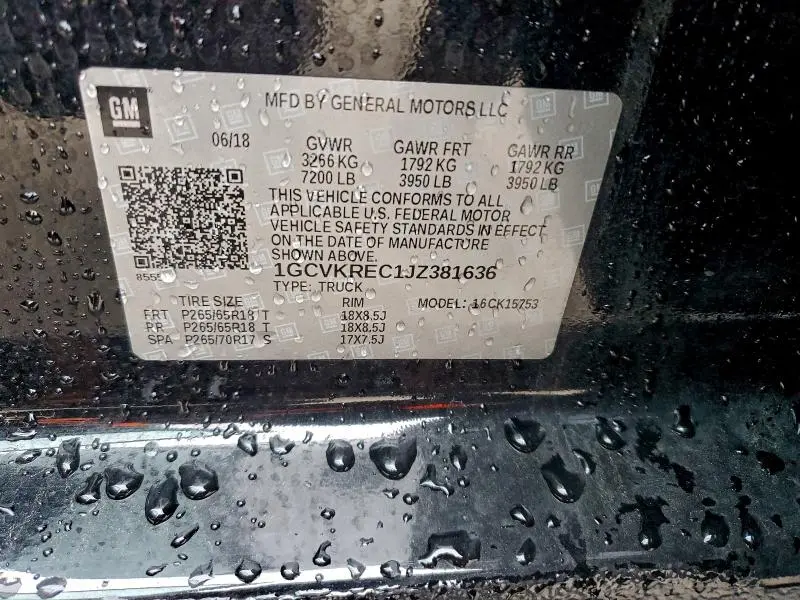 GM
MFD BY GENERAL MOTORS LLC
06/18 GVWR GAWR FRT GAWR RR
3266 KG 1792 KG 1792 KG
7200 LB 3950 LB 3950 LB
THIS VEHICLE CONFORMS TO ALL
APPLICABLE U.S. FEDERAL MOTOR
VEHICLE SAFETY STANDARDS IN EFFECT
ON THE DATE OF MANUFACTURE
SHOWN ABOVE.
1GCVKREC1JZ381636
TYPE: TRUCK MODEL: 16CK15753
TIRE SIZE RIM
FRT P265/65R18 T 18X8.5J
RR P265/65R18 T 18X8.5J
SPA P265/70R17 S 17X7.5J